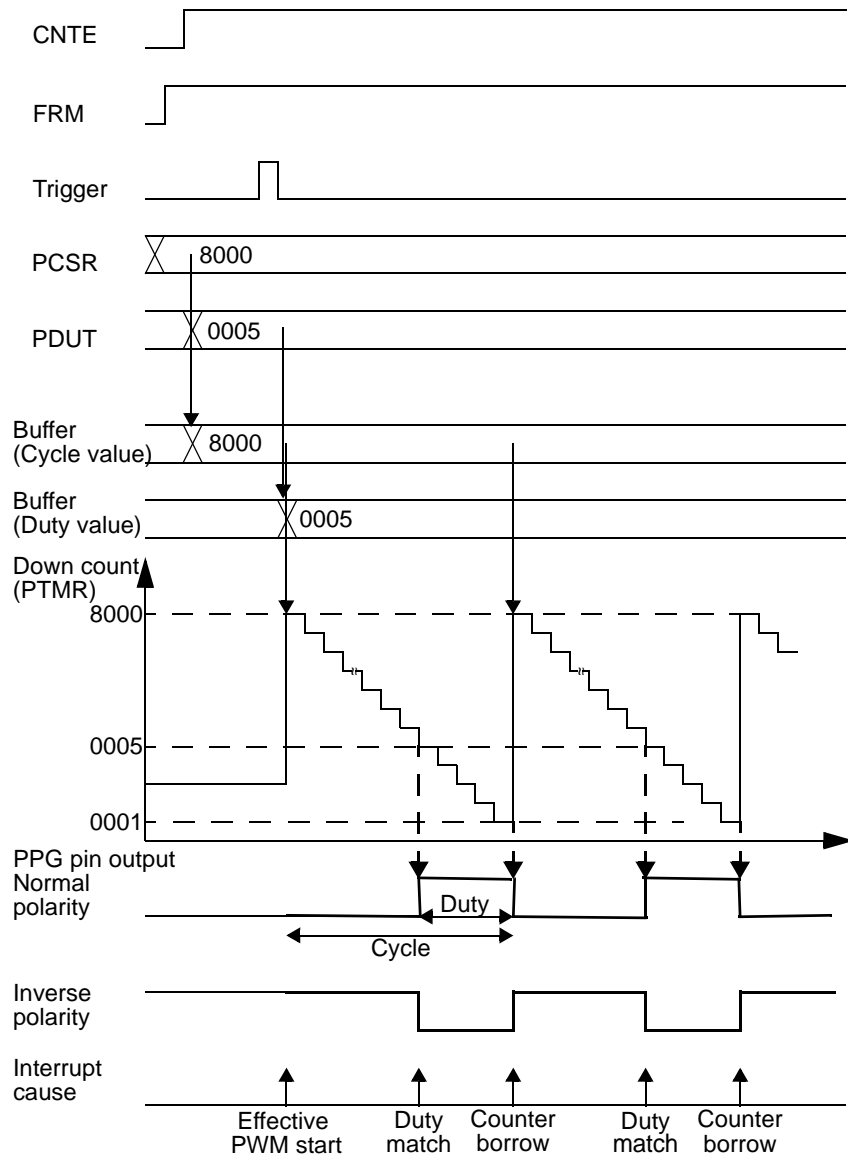 CNTE
FRM
Trigger
PCSR
8000
PDUT
0005
Buffer
(Cycle value)
8000
Buffer
(Duty value)
0005
Down count
(PTMR)
8000
0005
0001
PPG pin output
Normal
polarity
Duty
Cycle
Inverse
polarity
Interrupt
cause
Effective
PWM start
Duty
match
Counter
borrow
Duty
match
Counter
borrow